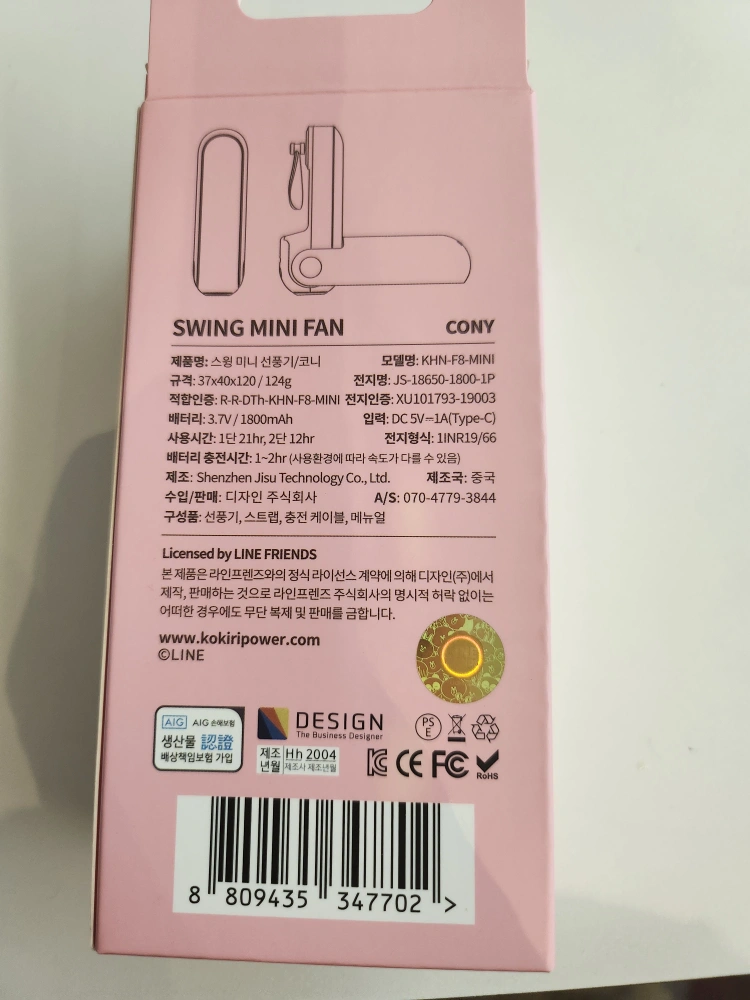 SWING MINI FAN CONY
제품명: 스윙 미니 선풍기/코니 모델명: KHN-F8-MINI
규격: 37x40x120 / 124g 전지명: JS-18650-1800-1P
적합인증: R-R-DTh-KHN-F8-MINI 전지인증: XU101793-19003
배터리: 3.7V / 1800mAh 입력: DC 5V⎓1A(Type-C)
사용시간: 1단 21hr, 2단 12hr 전지형식: 1INR19/66
배터리 충전시간: 1~2hr (사용환경에 따라 속도가 다를 수 있음)
제조: Shenzhen Jisu Technology Co., Ltd. 제조국: 중국
수입/판매: 디자인 주식회사 A/S: 070-4779-3844
구성품: 선풍기, 스트랩, 충전 케이블, 메뉴얼
Licensed by LINE FRIENDS
본 제품은 라인프렌즈와의 정식 라이선스 계약에 의해 디자인(주)에서
제작, 판매하는 것으로 라인프렌즈 주식회사의 명시적 허락 없이는
어떠한 경우에도 무단 복제 및 판매를 금합니다.
www.kokiripower.com
©LINE
LINE
AIG AIG 손해보험
생산물 認證
배상책임보험 가입
DESIGN
The Business Designer
제조년월 Hh 2004
제조사 제조년월
PS
E
CE FC RoHS
8 809435 347702 >